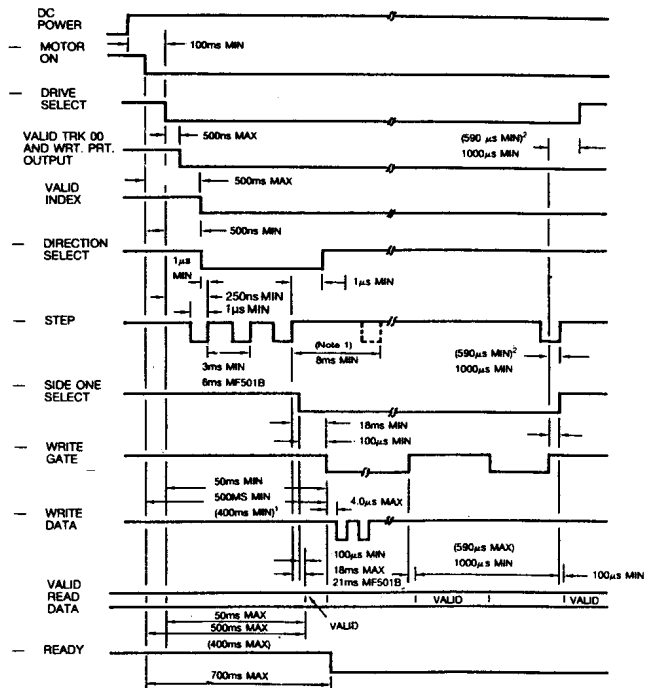 DC
POWER
100ms MIN
— MOTOR
ON
— DRIVE
SELECT
500ns MAX
(590 µs MIN)²
1000µs MIN
VALID TRK 00
AND WRT. PRT.
OUTPUT
500ms MAX
VALID
INDEX
500ns MIN
— DIRECTION
SELECT
1µs
MIN
1µs MIN
250ns MIN
1µs MIN
— STEP
(Note 1)
3ms MIN
8ms MIN
(590µs MIN)²
1000µs MIN
6ms MF501B
— SIDE ONE
SELECT
18ms MIN
100µs MIN
— WRITE
GATE
50ms MIN
500MS MIN
4.0µs MAX
(400ms MIN)¹
— WRITE
DATA
100µs MIN
(590µs MAX)
18ms MAX
1000µs MIN
100µs MIN
21ms MF501B
VALID
READ
DATA
VALID
VALID
VALID
50ms MAX
500ms MAX
— READY
(400ms MAX)
700ms MAX